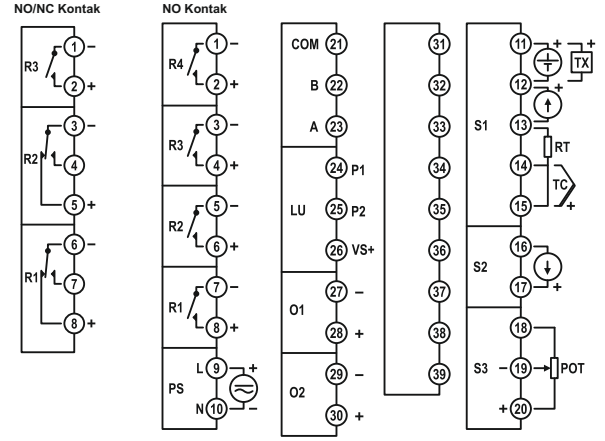 NO/NC Kontak
R3
1 −
2 +
R2
3 −
4
5 +
R1
6 −
7
8 +
NO Kontak
R4
1 −
2 +
R3
3 −
4 +
R2
5 −
6 +
R1
7 −
8 +
PS
L 9 +
N 10 −
COM 21
B 22
A 23
LU
24 P1
25 P2
26 VS+
O1
27 −
28 +
O2
29 −
30 +
31
32
33
34
35
36
37
38
39
S1
11 + +
TX
12 +
13
RT
14
TC
15 +
S2
16
17 +
S3
18
− 19 POT
+ 20